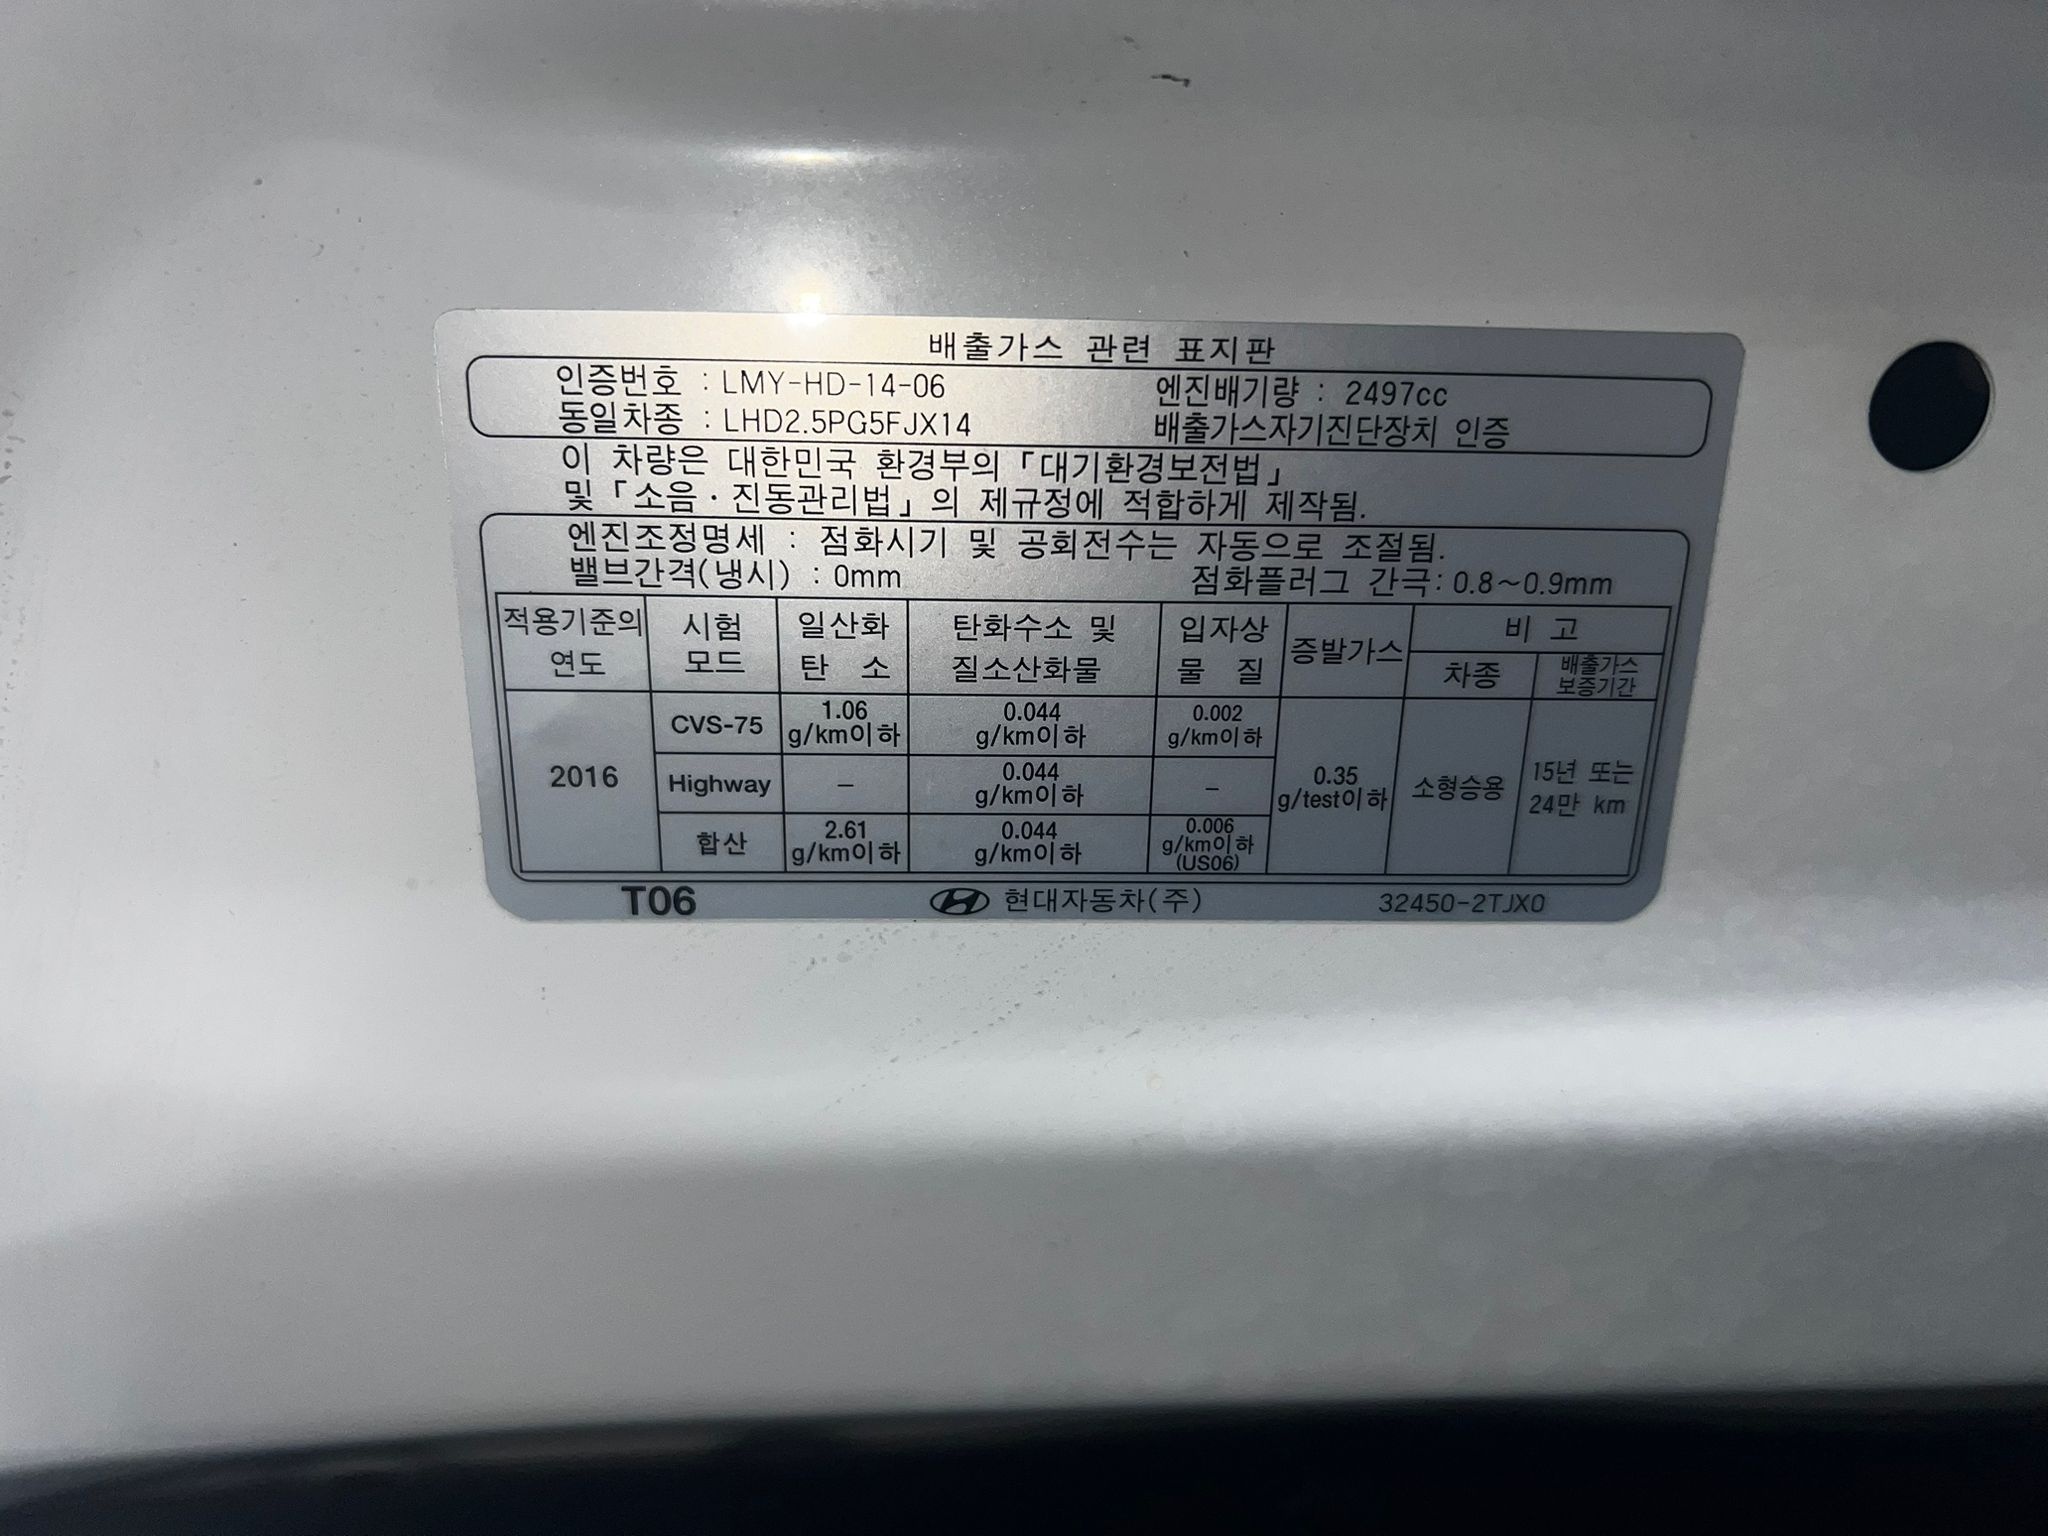 배출가스 관련 표지판
인증번호 : LMY-HD-14-06 엔진배기량 : 2497cc
동일차종 : LHD2.5PG5FJX14 배출가스자기진단장치 인증
이 차량은 대한민국 환경부의 「대기환경보전법」
및 「소음·진동관리법」의 제규정에 적합하게 제작됨.
엔진조정명세 : 점화시기 및 공회전수는 자동으로 조절됨.
밸브간격(냉시) : 0mm 점화플러그 간극: 0.8~0.9mm
적용기준의 연도 시험 모드 일산화 탄소 탄화수소 및 질소산화물 입자상 물질 증발가스 비고
차종 배출가스 보증기간
2016 CVS-75 1.06 g/km이하 0.044 g/km이하 0.002 g/km이하 0.35 g/test이하 소형승용 15년 또는 24만 km
Highway – 0.044 g/km이하 –
합산 2.61 g/km이하 0.044 g/km이하 0.006 g/km이하 (US06)
T06 현대자동차(주) 32450-2TJX0